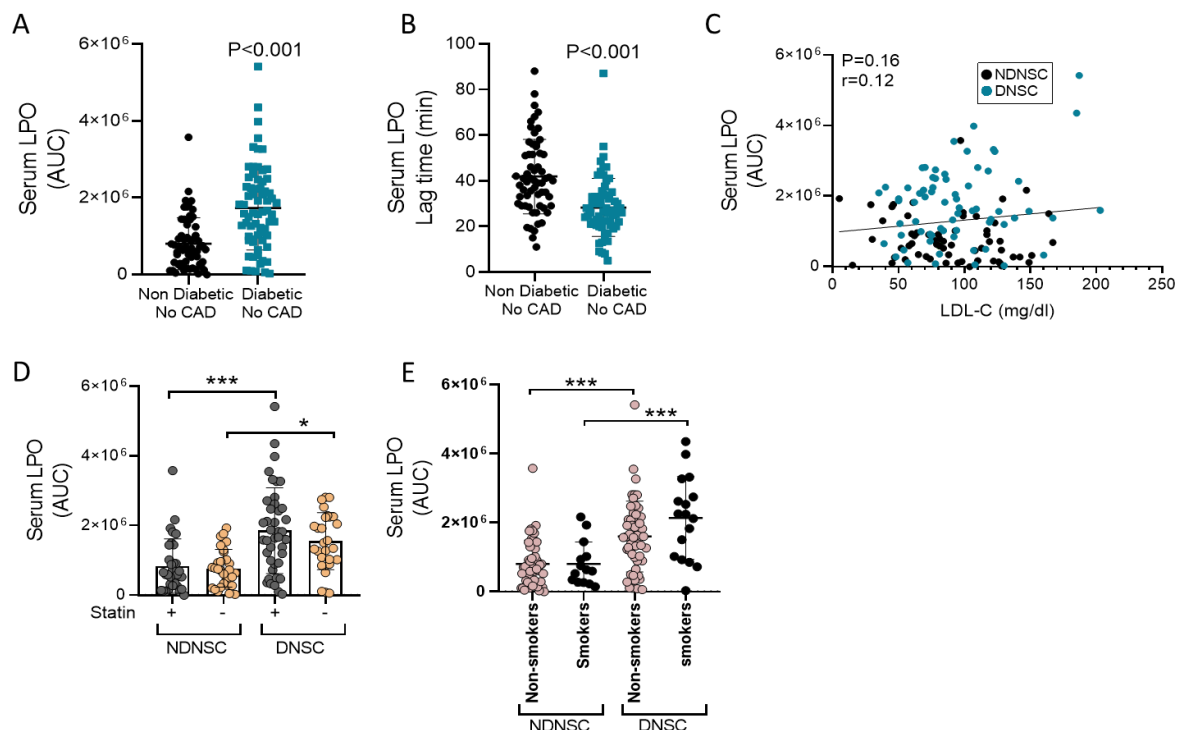 A
6×10⁶
4×10⁶
2×10⁶
0
Serum LPO
(AUC)
P<0.001
Non Diabetic
No CAD
Diabetic
No CAD
B
100
80
60
40
20
0
Serum LPO
Lag time (min)
P<0.001
Non Diabetic
No CAD
Diabetic
No CAD
C
6×10⁶
4×10⁶
2×10⁶
0
Serum LPO
(AUC)
P=0.16
r=0.12
NDNSC
DNSC
0 50 100 150 200 250
LDL-C (mg/dl)
D
6×10⁶
4×10⁶
2×10⁶
0
Serum LPO
(AUC)
***
*
Statin + - + -
NDNSC DNSC
E
6×10⁶
4×10⁶
2×10⁶
0
Serum LPO
(AUC)
***
***
Non-smokers
Smokers
Non-smokers
smokers
NDNSC DNSC